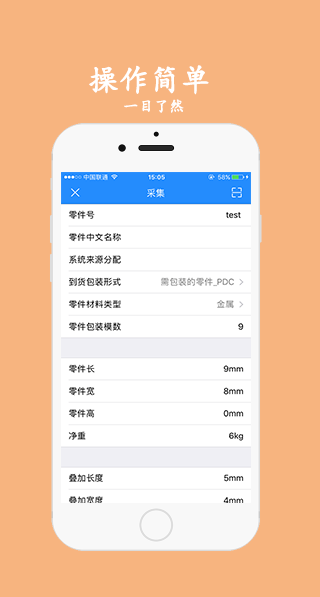 操作简单
一目了然
中国联通 15:05 58%
采集
零件号 test
零件中文名称
系统来源分配
到货包装形式 需包装的零件_PDC
零件材料类型 金属
零件包装模数 9
零件长 9mm
零件宽 8mm
零件高 0mm
净重 6kg
叠加长度 5mm
叠加宽度 4mm